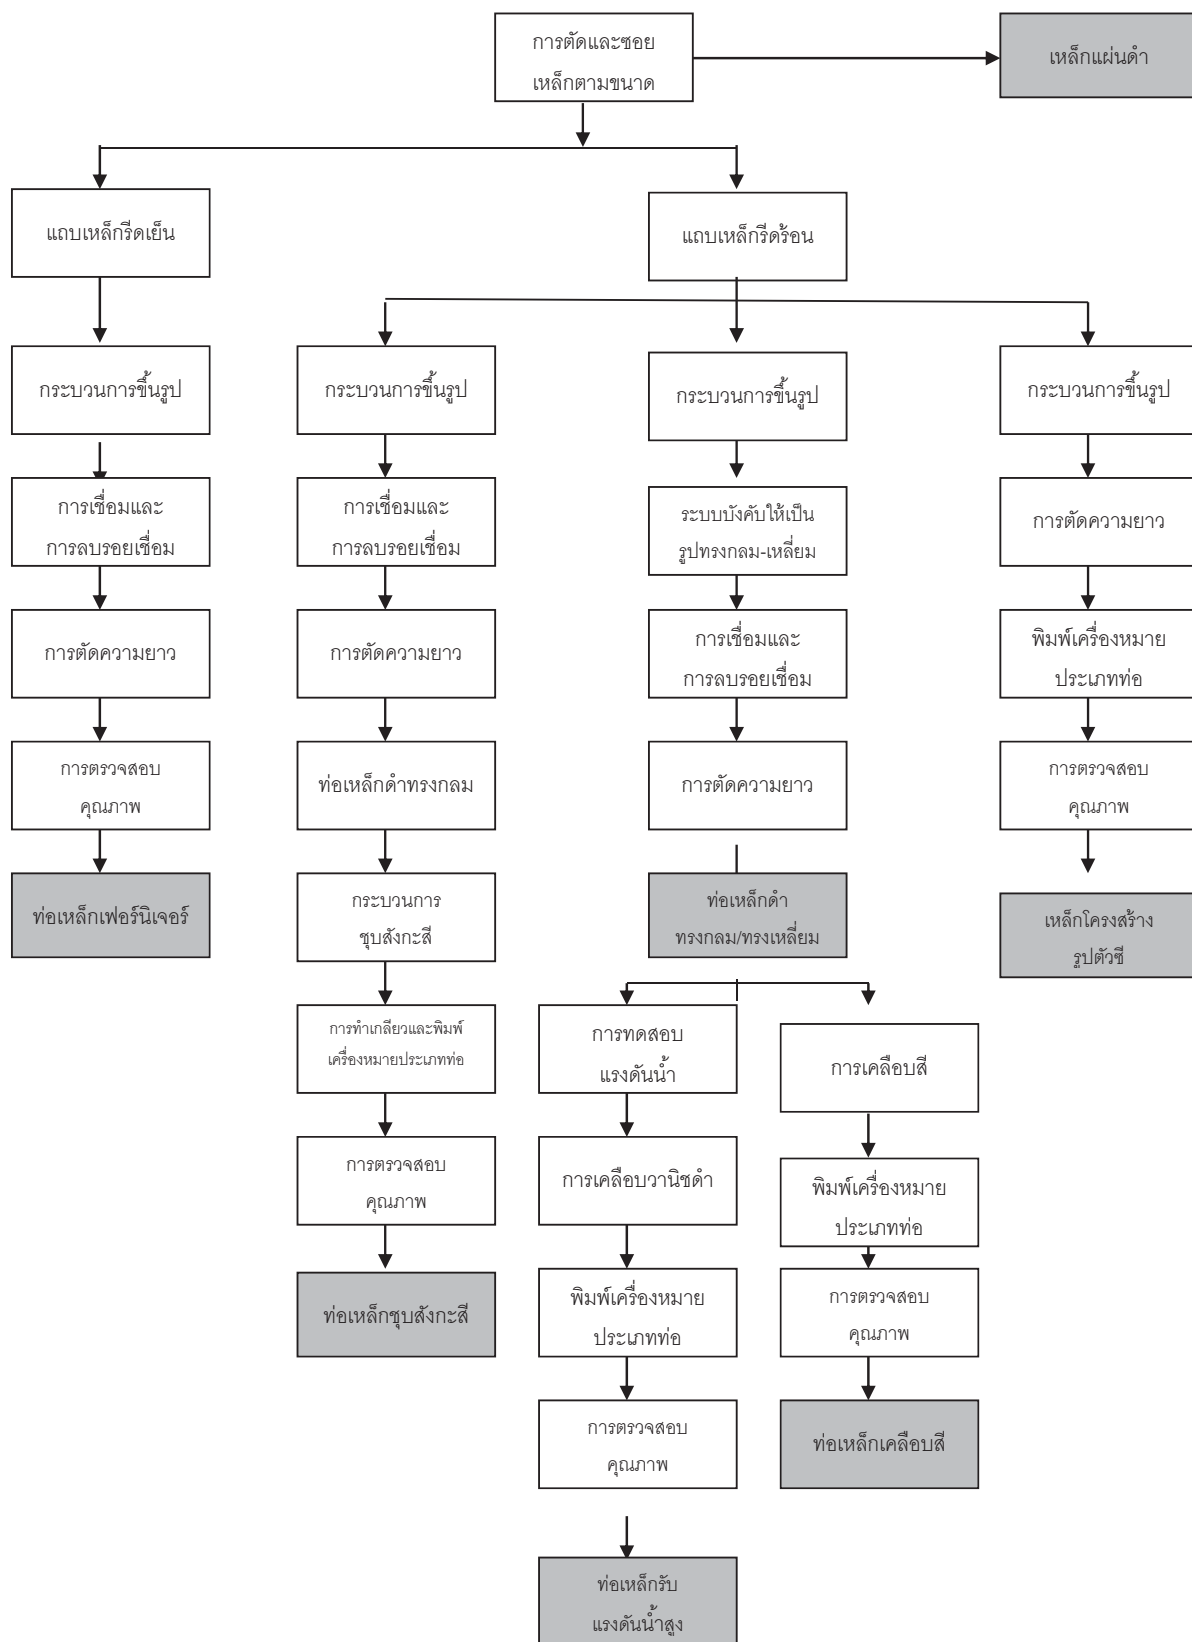 การตัดและซอย
เหล็กตามขนาด
เหล็กแผ่นดำ
แถบเหล็กรีดเย็น
แถบเหล็กรีดร้อน
กระบวนการขึ้นรูป
กระบวนการขึ้นรูป
กระบวนการขึ้นรูป
กระบวนการขึ้นรูป
การเชื่อมและ
การลบรอยเชื่อม
การเชื่อมและ
การลบรอยเชื่อม
ระบบบังคับให้เป็น
รูปทรงกลม-เหลี่ยม
การตัดความยาว
การตัดความยาว
การตัดความยาว
การเชื่อมและ
การลบรอยเชื่อม
พิมพ์เครื่องหมาย
ประเภทท่อ
การตรวจสอบ
คุณภาพ
ท่อเหล็กดำทรงกลม
การตัดความยาว
การตรวจสอบ
คุณภาพ
ท่อเหล็กเฟอร์นิเจอร์
กระบวนการ
ชุบสังกะสี
ท่อเหล็กดำ
ทรงกลม/ทรงเหลี่ยม
เหล็กโครงสร้าง
รูปตัวซี
การทำเกลียวและพิมพ์
เครื่องหมายประเภทท่อ
การทดสอบ
แรงดันน้ำ
การเคลือบสี
การตรวจสอบ
คุณภาพ
การเคลือบวานิชดำ
พิมพ์เครื่องหมาย
ประเภทท่อ
ท่อเหล็กชุบสังกะสี
พิมพ์เครื่องหมาย
ประเภทท่อ
การตรวจสอบ
คุณภาพ
การตรวจสอบ
คุณภาพ
ท่อเหล็กเคลือบสี
ท่อเหล็กรับ
แรงดันน้ำสูง